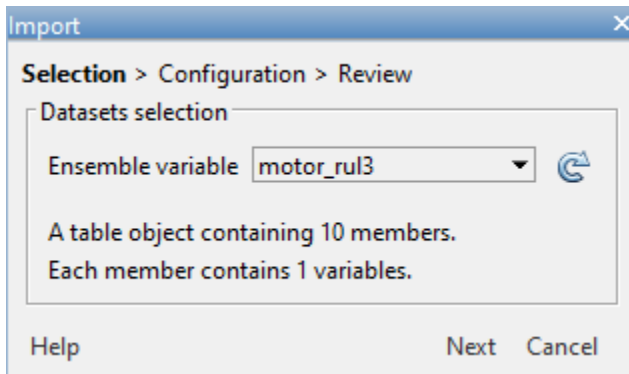 Import
Selection > Configuration > Review
Datasets selection
Ensemble variable motor_rul3
A table object containing 10 members.
Each member contains 1 variables.
Help Next Cancel